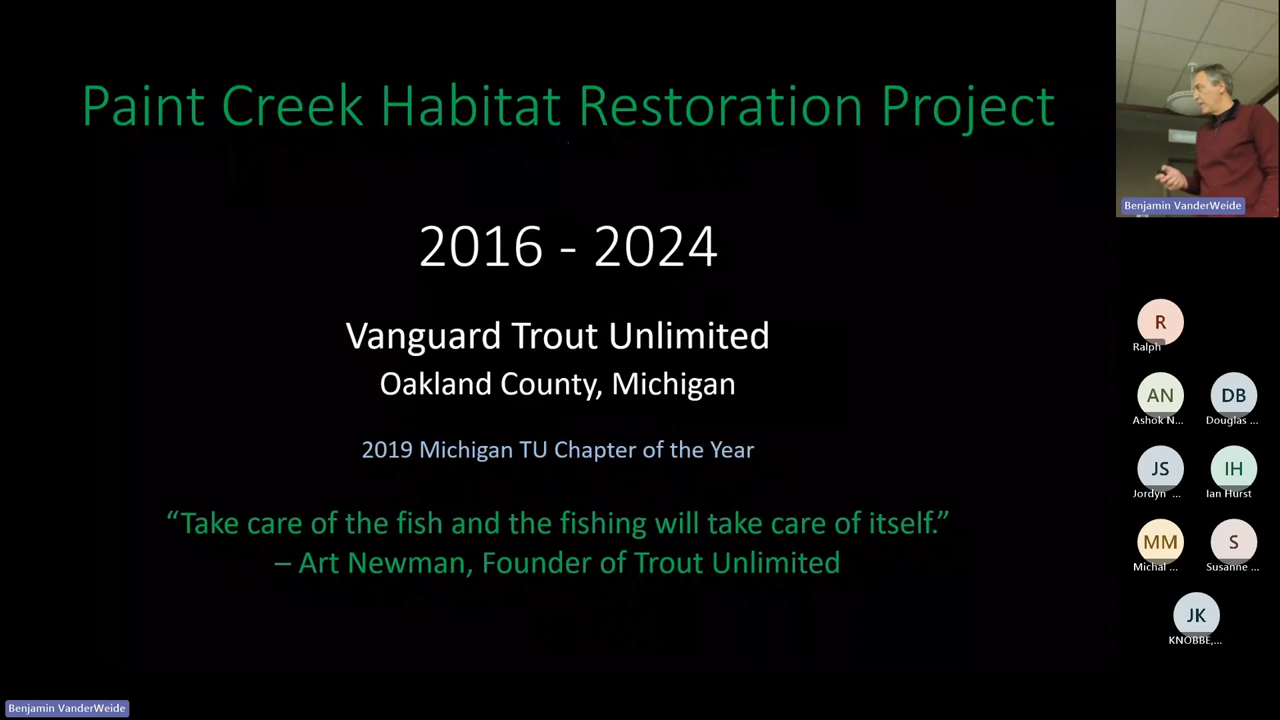 Paint Creek Habitat Restoration Project
2016 - 2024
Vanguard Trout Unlimited
Oakland County, Michigan
2019 Michigan TU Chapter of the Year
“Take care of the fish and the fishing will take care of itself.”
– Art Newman, Founder of Trout Unlimited
Benjamin VanderWeide
R
Ralph
AN
DB
Ashok N...
Douglas ...
JS
IH
Jordyn ...
Ian Hurst
MM
S
Michal ...
Susanne ...
JK
KNOBBE,...
Benjamin VanderWeide